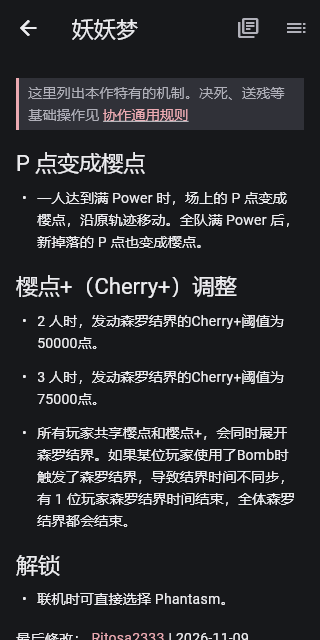 妖妖梦
这里列出本作特有的机制。决死、送残等
基础操作见 协作通用规则
P 点变成樱点
• 一人达到满 Power 时，场上的 P 点变成
樱点，沿原轨迹移动。全队满 Power 后，
新掉落的 P 点也变成樱点。
樱点+（Cherry+）调整
• 2 人时，发动森罗结界的Cherry+阈值为
50000点。
• 3 人时，发动森罗结界的Cherry+阈值为
75000点。
• 所有玩家共享樱点和樱点+，会同时展开
森罗结界。如果某位玩家使用了Bomb时
触发了森罗结界，导致结界时间不同步，
有 1 位玩家森罗结界时间结束，全体森罗
结界都会结束。
解锁
• 联机时可直接选择 Phantasm。
最后修改： Ritosa2333 | 2026-11-09